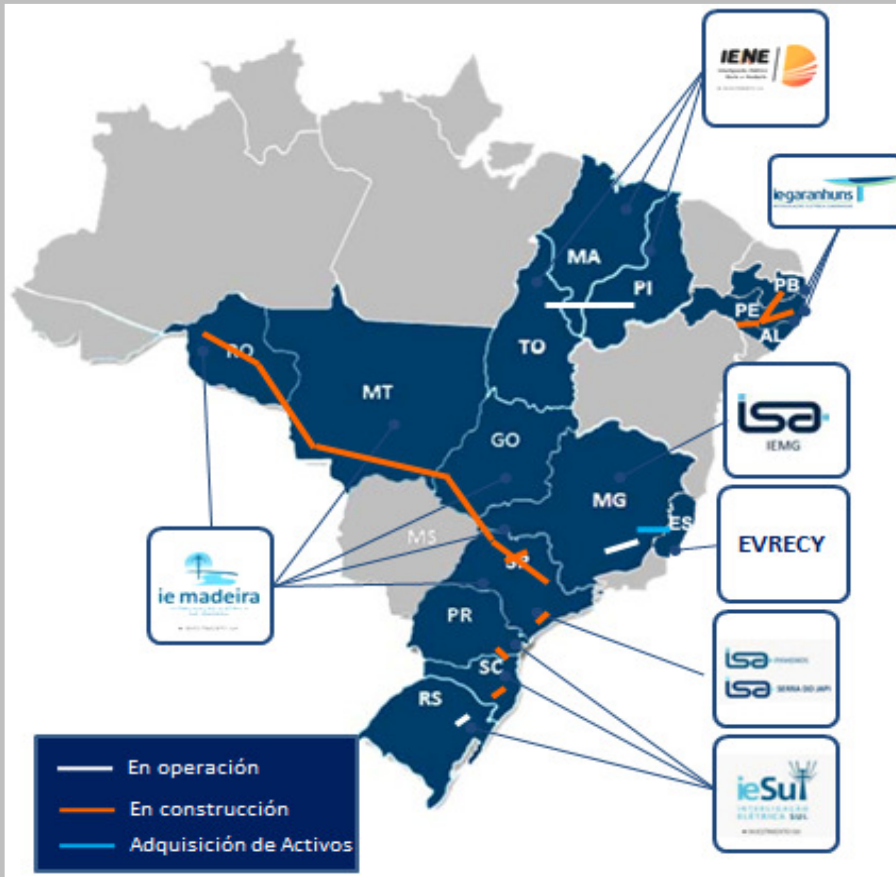 IENE
iegaranhuns
MA
PI
PB
PE
AL
TO
RO
MT
GO
MG
ES
MS
SP
PR
SC
RS
isa
IEMG
EVRECY
ie madeira
isa
isa SERRA DO JAPI
ieSul
INTERLIGAÇÃO
ELÉTRICA SUL
En operación
En construcción
Adquisición de Activos